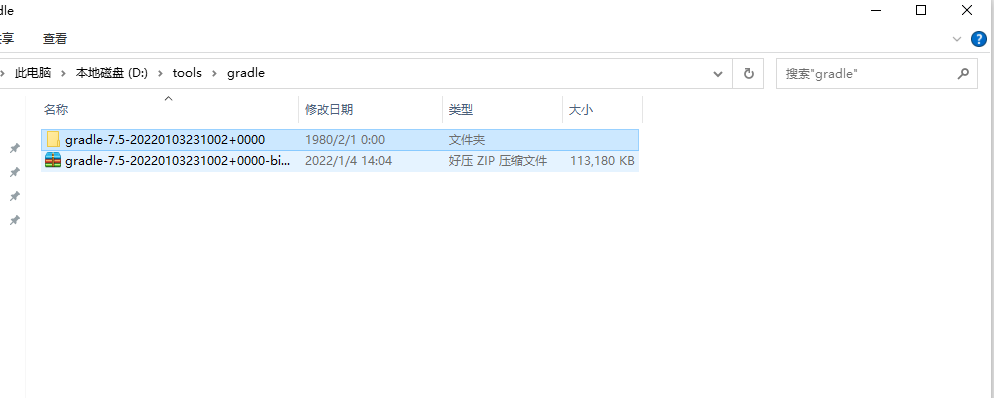 dle
共享 查看
此电脑 > 本地磁盘 (D:) > tools > gradle 搜索"gradle"
名称 修改日期 类型 大小
gradle-7.5-20220103231002+0000 1980/2/1 0:00 文件夹
gradle-7.5-20220103231002+0000-bi... 2022/1/4 14:04 好压 ZIP 压缩文件 113,180 KB